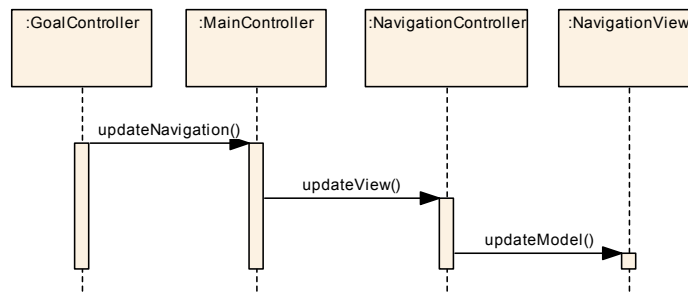 :GoalController
:MainController
:NavigationController
:NavigationView
updateNavigation()
updateView()
updateModel()